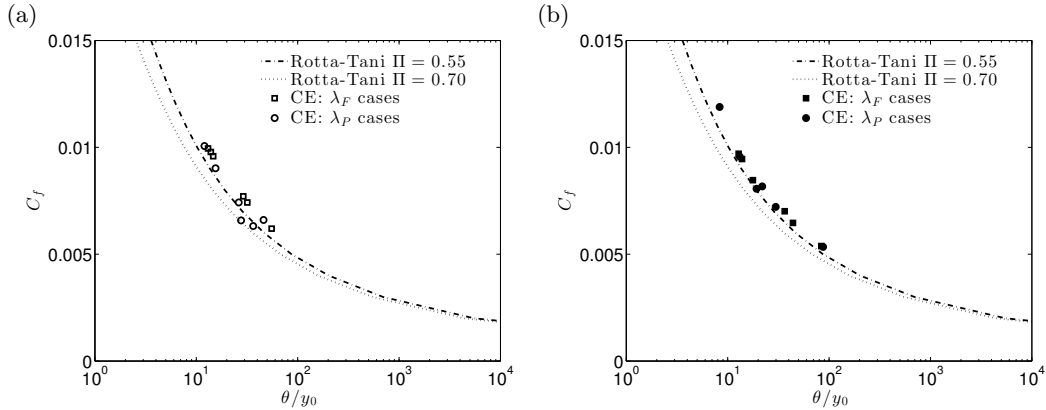 (a)
0.015
0.01
0.005
0
C_f
10^0
10^1
10^2
10^3
10^4
θ/y_0
Rotta-Tani Π = 0.55
Rotta-Tani Π = 0.70
CE: λ_F cases
CE: λ_P cases
(b)
0.015
0.01
0.005
0
C_f
10^0
10^1
10^2
10^3
10^4
θ/y_0
Rotta-Tani Π = 0.55
Rotta-Tani Π = 0.70
CE: λ_F cases
CE: λ_P cases